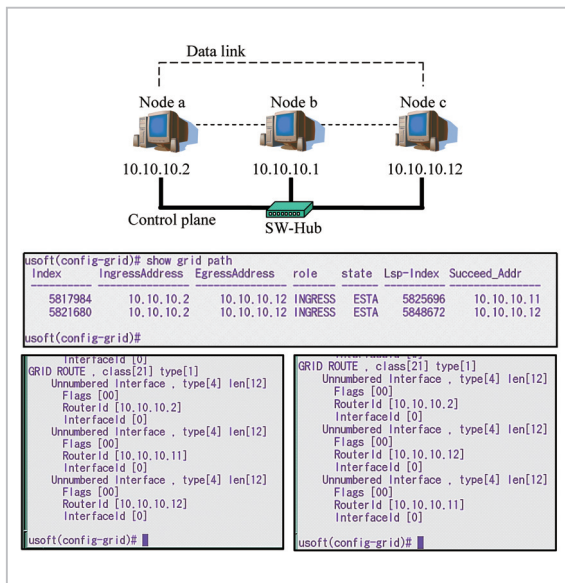 Data link
Node a Node b Node c
10.10.10.2 10.10.10.1 10.10.10.12
Control plane
SW-Hub
usoft(config-grid)# show grid path
Index IngressAddress EgressAddress role state Lsp-Index Succeed_Addr
5817984 10.10.10.2 10.10.10.12 INGRESS ESTA 5825696 10.10.10.11
5821680 10.10.10.2 10.10.10.12 INGRESS ESTA 5848672 10.10.10.12
usoft(config-grid)#
InterfaceId [0]
GRID ROUTE , class[21] type[1]
Unnumbered Interface , type[4] len[12]
Flags [00]
RouterId [10.10.10.2]
InterfaceId [0]
Unnumbered Interface , type[4] len[12]
Flags [00]
RouterId [10.10.10.11]
InterfaceId [0]
Unnumbered Interface , type[4] len[12]
Flags [00]
RouterId [10.10.10.12]
InterfaceId [0]
usoft(config-grid)#
GRID ROUTE , class[21] type[1]
Unnumbered Interface , type[4] len[12]
Flags [00]
RouterId [10.10.10.2]
InterfaceId [0]
Unnumbered Interface , type[4] len[12]
Flags [00]
RouterId [10.10.10.12]
InterfaceId [0]
Unnumbered Interface , type[4] len[12]
Flags [00]
RouterId [10.10.10.11]
InterfaceId [0]
usoft(config-grid)#